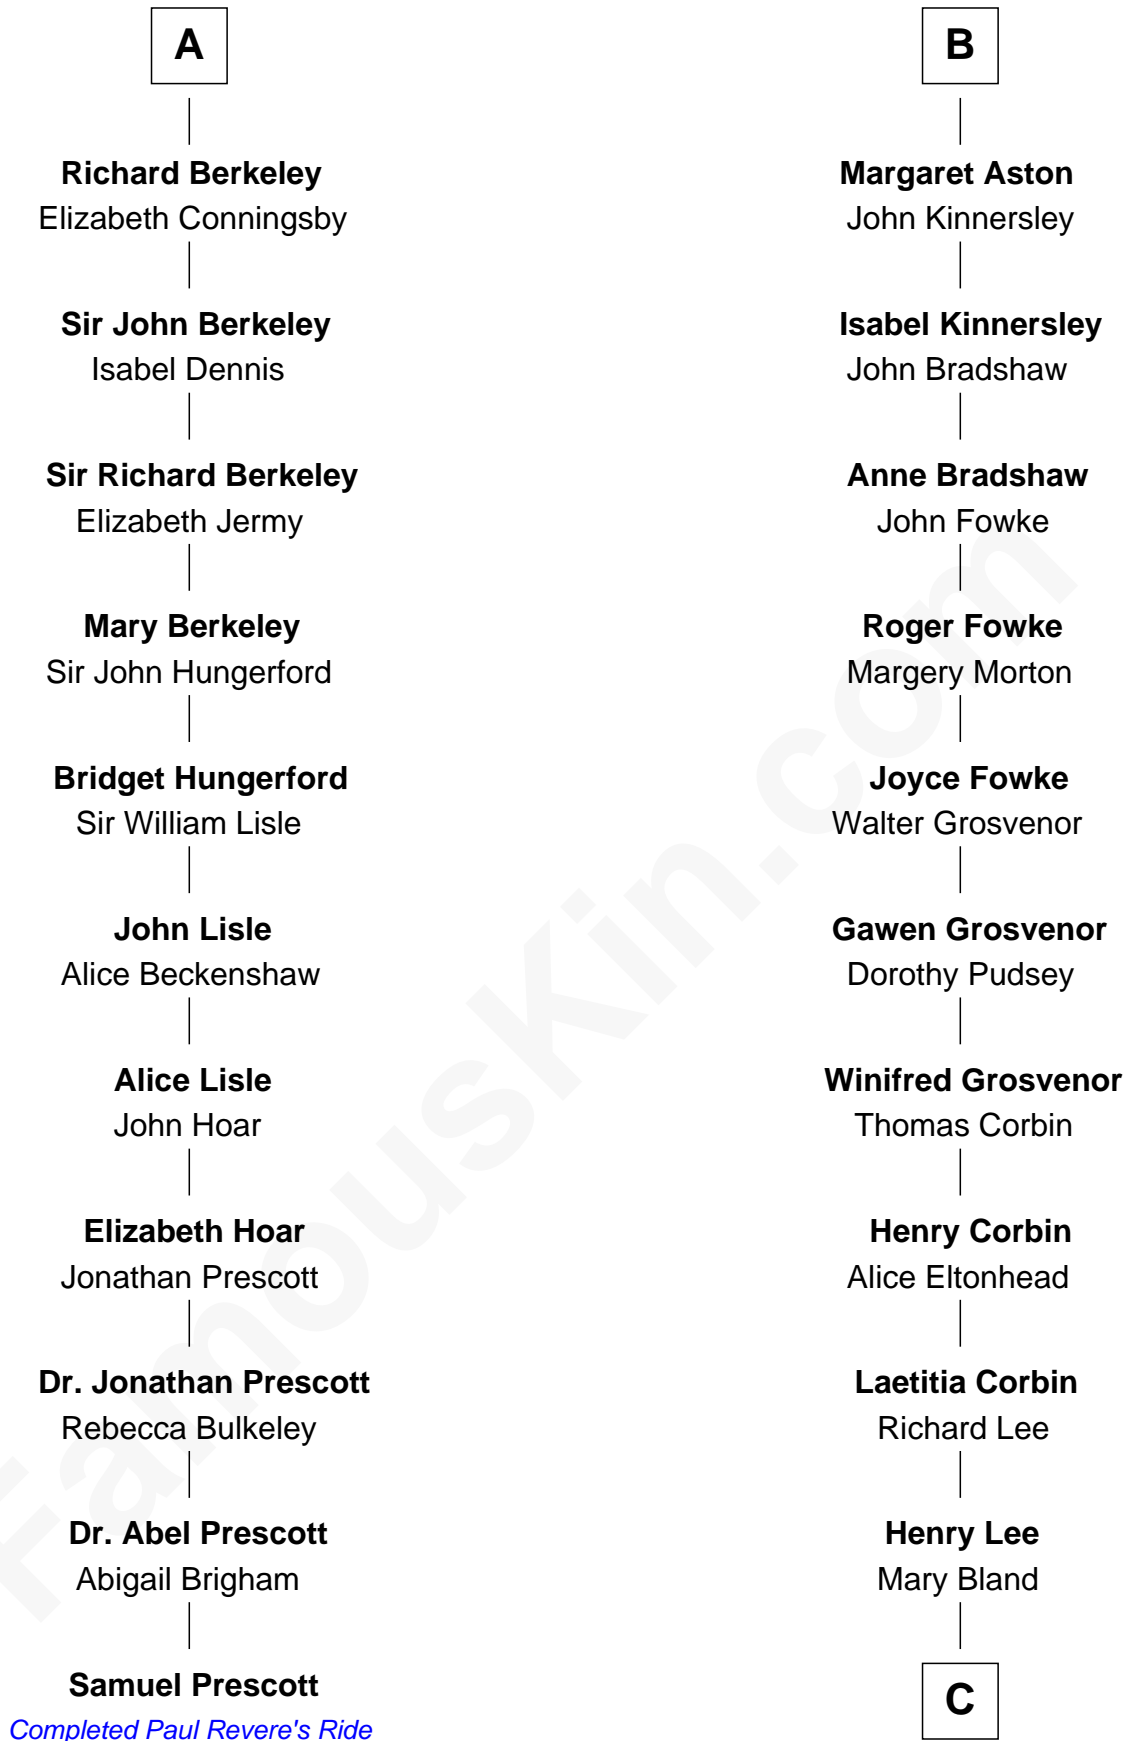 A
Richard Berkeley
Elizabeth Conningsby
Sir John Berkeley
Isabel Dennis
Sir Richard Berkeley
Elizabeth Jermy
Mary Berkeley
Sir John Hungerford
Bridget Hungerford
Sir William Lisle
John Lisle
Alice Beckenshaw
Alice Lisle
John Hoar
Elizabeth Hoar
Jonathan Prescott
Dr. Jonathan Prescott
Rebecca Bulkeley
Dr. Abel Prescott
Abigail Brigham
Samuel Prescott
Completed Paul Revere's Ride
B
Margaret Aston
John Kinnersley
Isabel Kinnersley
John Bradshaw
Anne Bradshaw
John Fowke
Roger Fowke
Margery Morton
Joyce Fowke
Walter Grosvenor
Gawen Grosvenor
Dorothy Pudsey
Winifred Grosvenor
Thomas Corbin
Henry Corbin
Alice Eltonhead
Laetitia Corbin
Richard Lee
Henry Lee
Mary Bland
C
FamousKin.com